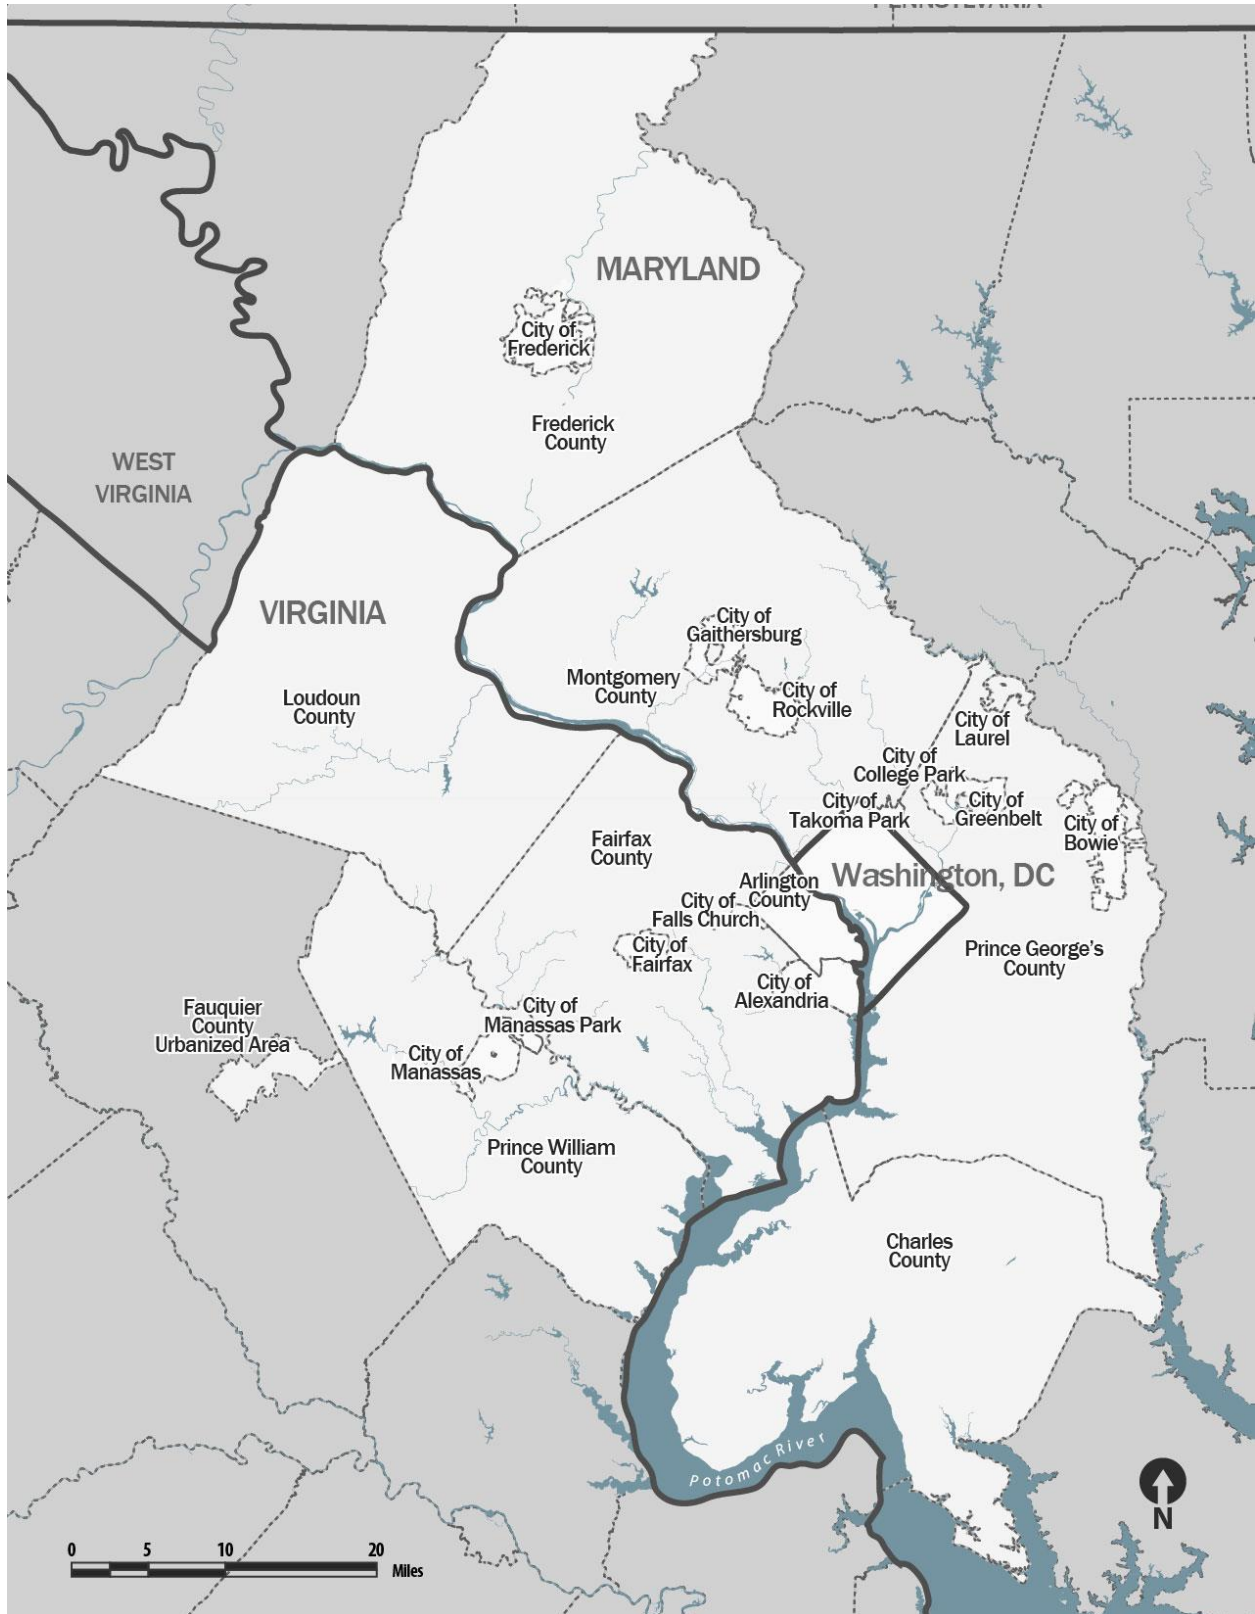 PENNSYLVANIA
MARYLAND
City of
Frederick
Frederick
County
WEST
VIRGINIA
VIRGINIA
Loudoun
County
City of
Gaithersburg
Montgomery
County
City of
Rockville
City of
Laurel
City of
College Park
City of
Takoma Park
City of
Greenbelt
City of
Bowie
Fairfax
County
Arlington
County
Washington, DC
City of
Falls Church
City of
Fairfax
Prince George's
County
City of
Alexandria
Fauquier
County
Urbanized Area
City of
Manassas Park
City of
Manassas
Prince William
County
Charles
County
Potomac River
N
0 5 10 20
Miles